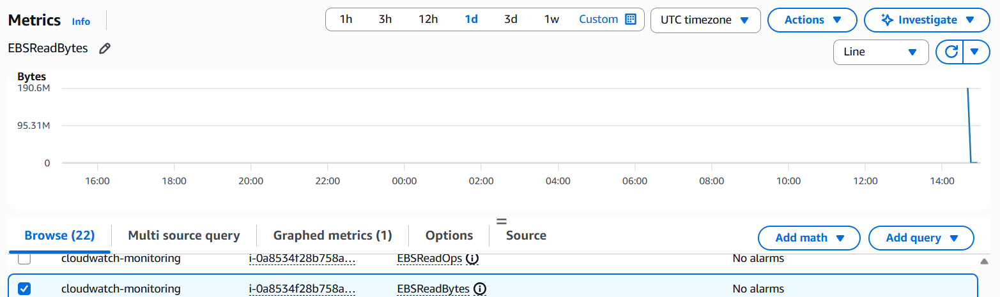 Metrics Info 1h 3h 12h 1d 3d 1w Custom UTC timezone Actions Investigate
EBSReadBytes Line
Bytes
190.6M
95.31M
0
16:00 18:00 20:00 22:00 00:00 02:00 04:00 06:00 08:00 10:00 12:00 14:00
Browse (22) Multi source query Graphed metrics (1) Options Source Add math Add query
cloudwatch-monitoring i-0a8534f28b758a... EBSReadOps No alarms
cloudwatch-monitoring i-0a8534f28b758a... EBSReadBytes No alarms